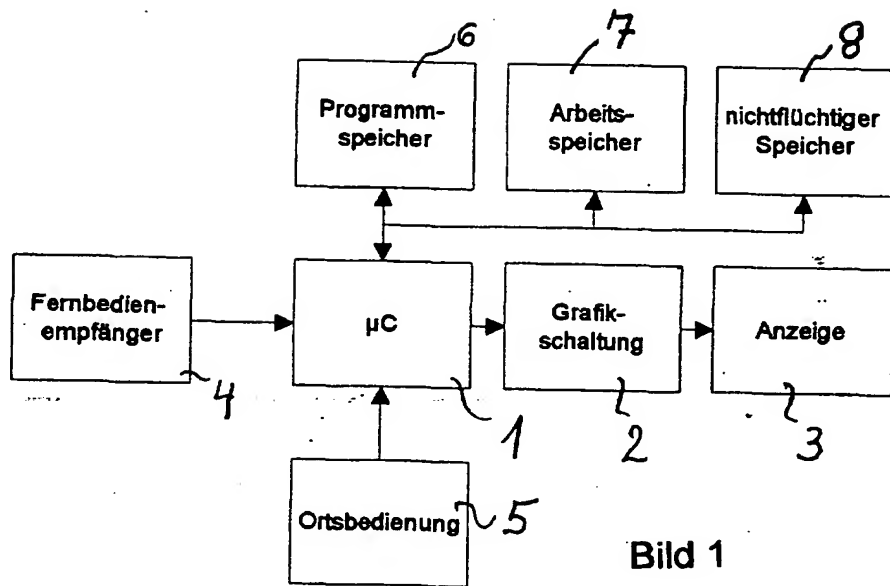 6
7
8
Programm-
speicher
Arbeits-
speicher
nichtflüchtiger
Speicher
Fernbedien-
empfänger
µC
Grafik-
schaltung
Anzeige
4
1
2
3
Ortsbedienung
5
Bild 1